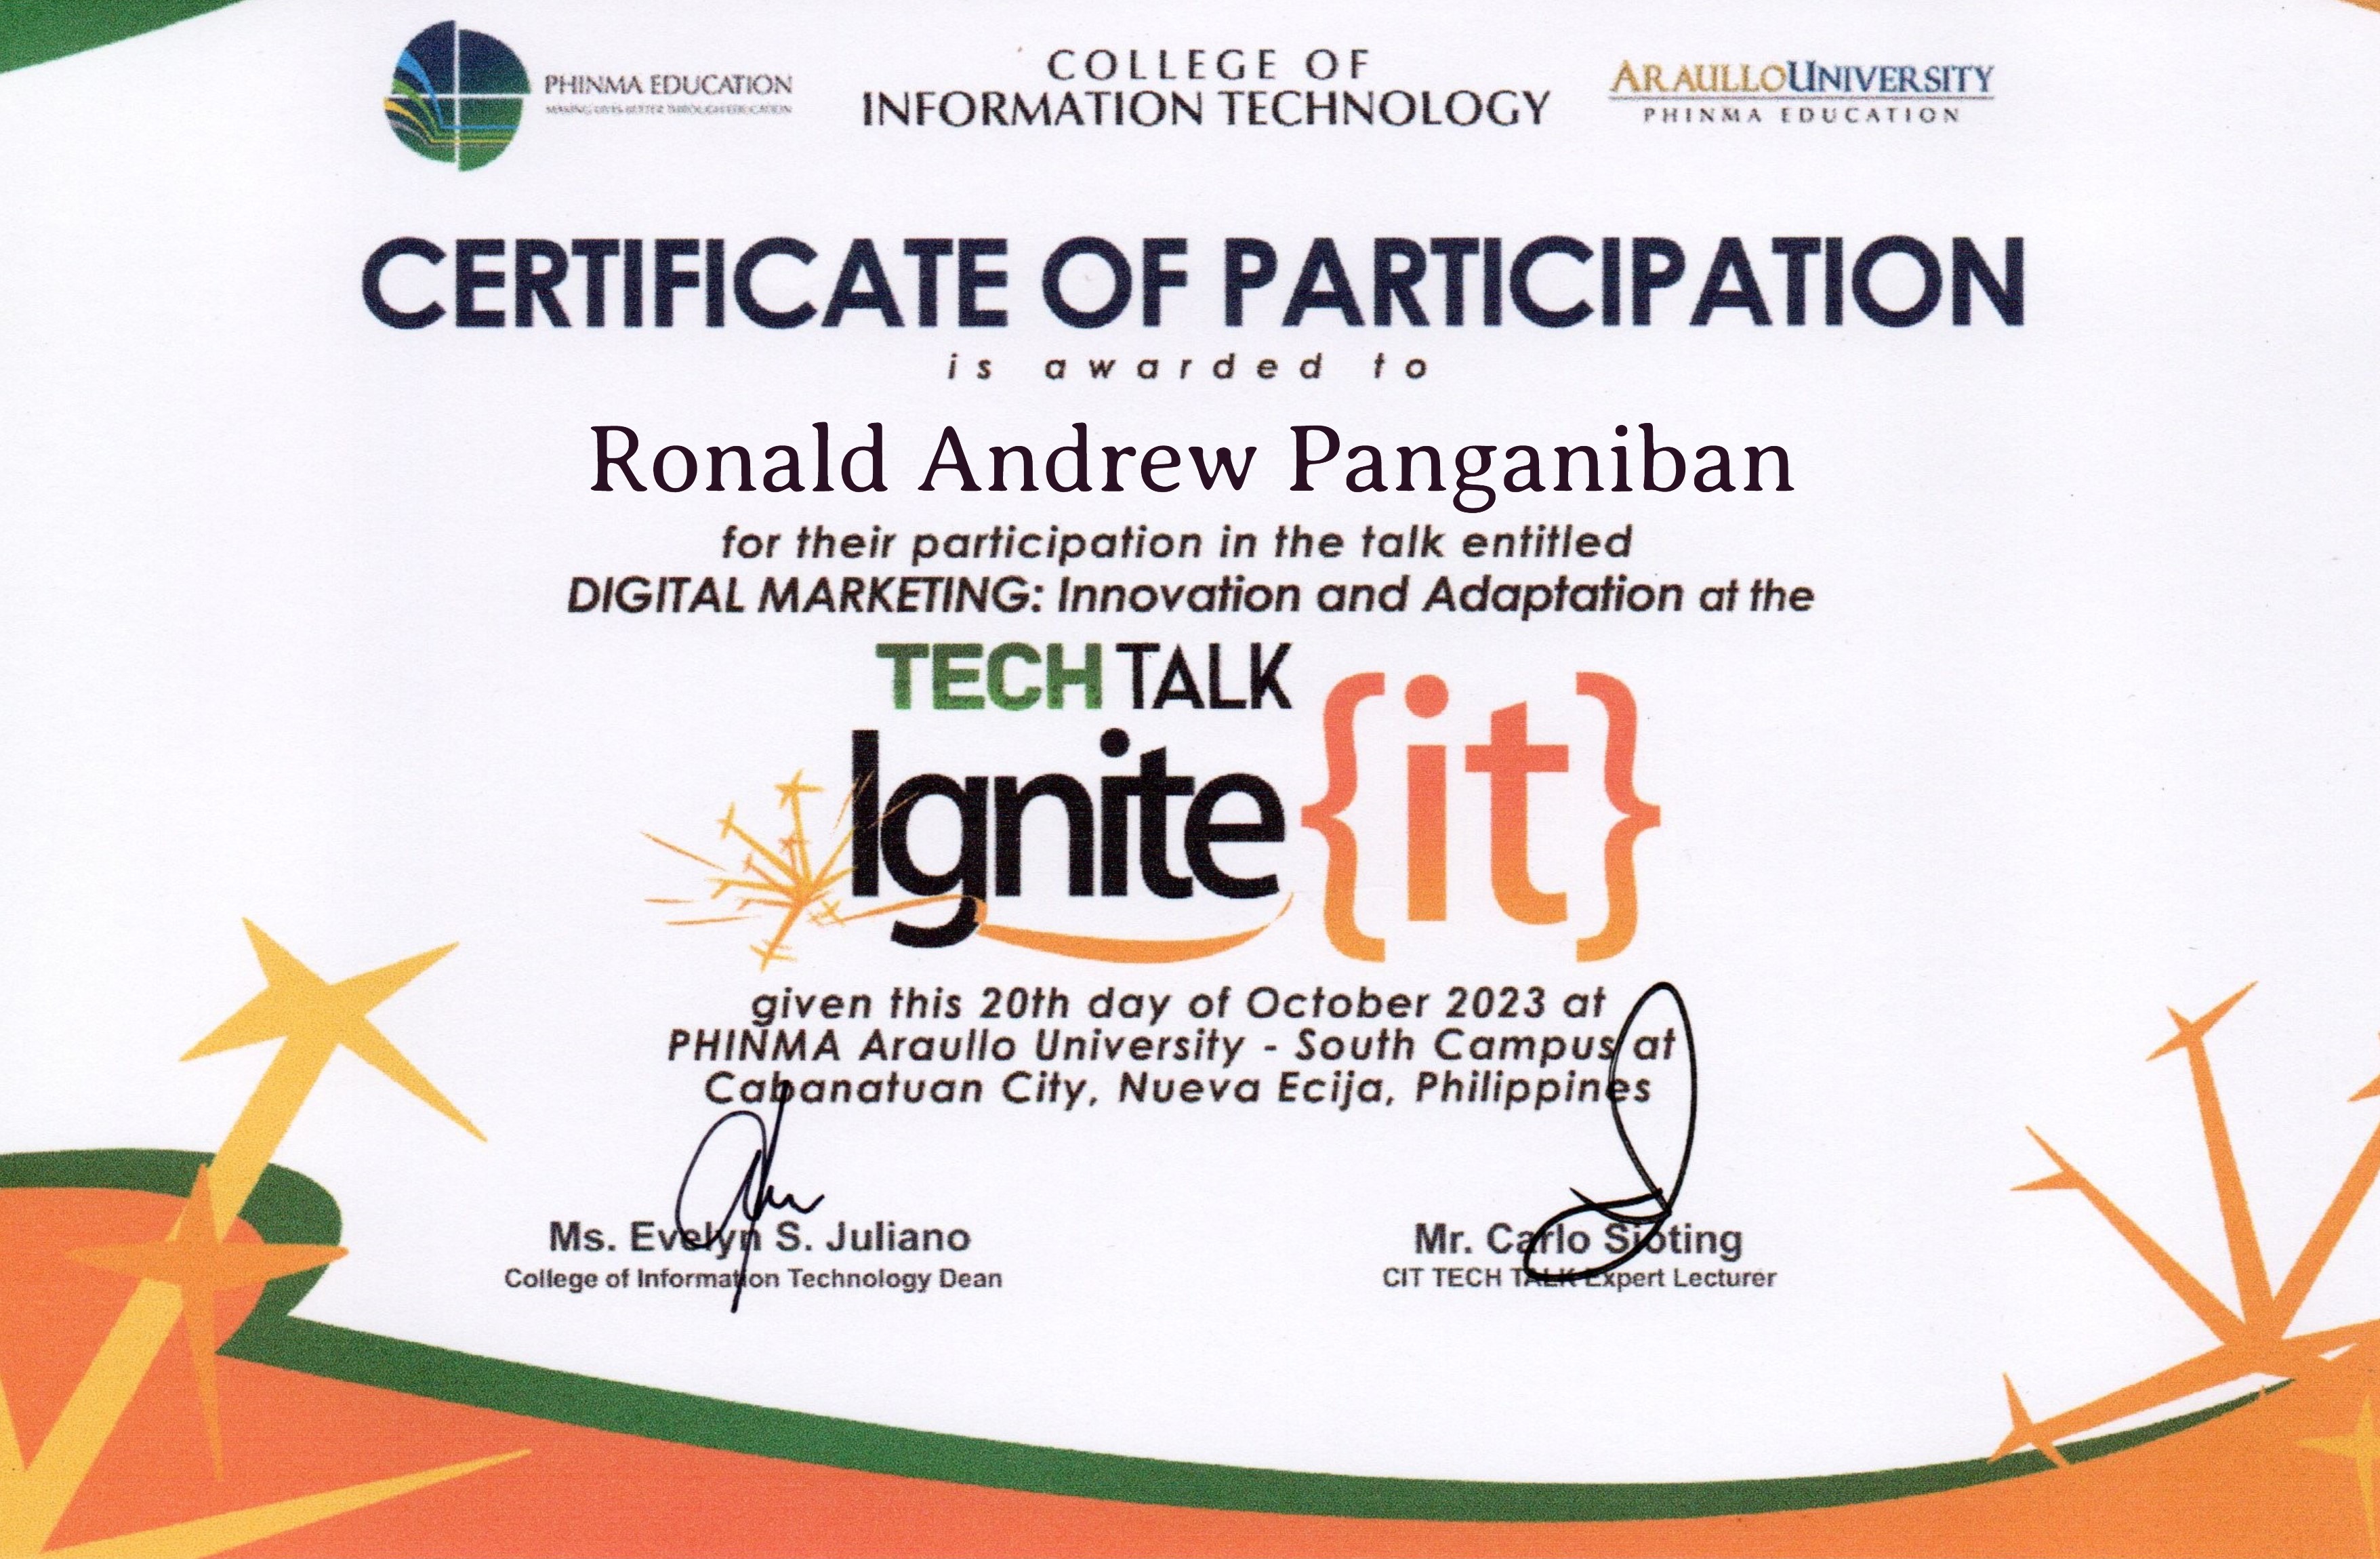 PHINMA EDUCATION
MAKING LIVES BETTER THROUGH EDUCATION
COLLEGE OF
INFORMATION TECHNOLOGY
ARAULLOUNIVERSITY
PHINMA EDUCATION
CERTIFICATE OF PARTICIPATION
is awarded to
Ronald Andrew Panganiban
for their participation in the talk entitled
DIGITAL MARKETING: Innovation and Adaptation at the
TECH TALK
Ignite {it}
given this 20th day of October 2023 at
PHINMA Araullo University - South Campus at
Cabanatuan City, Nueva Ecija, Philippines
Ms. Evelyn S. Juliano
College of Information Technology Dean
Mr. Carlo Sioting
CIT TECH TALK Expert Lecturer